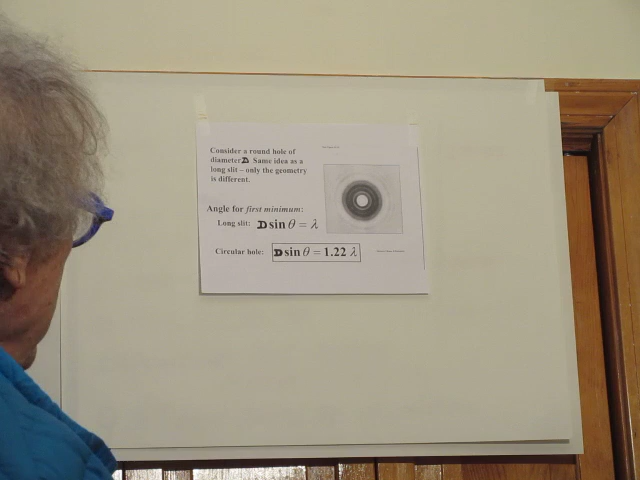 Consider a round hole of
diameter D Same idea as a
long slit – only the geometry
is different.
Angle for first minimum:
Long slit: D sin θ = λ
Circular hole: D sin θ = 1.22 λ